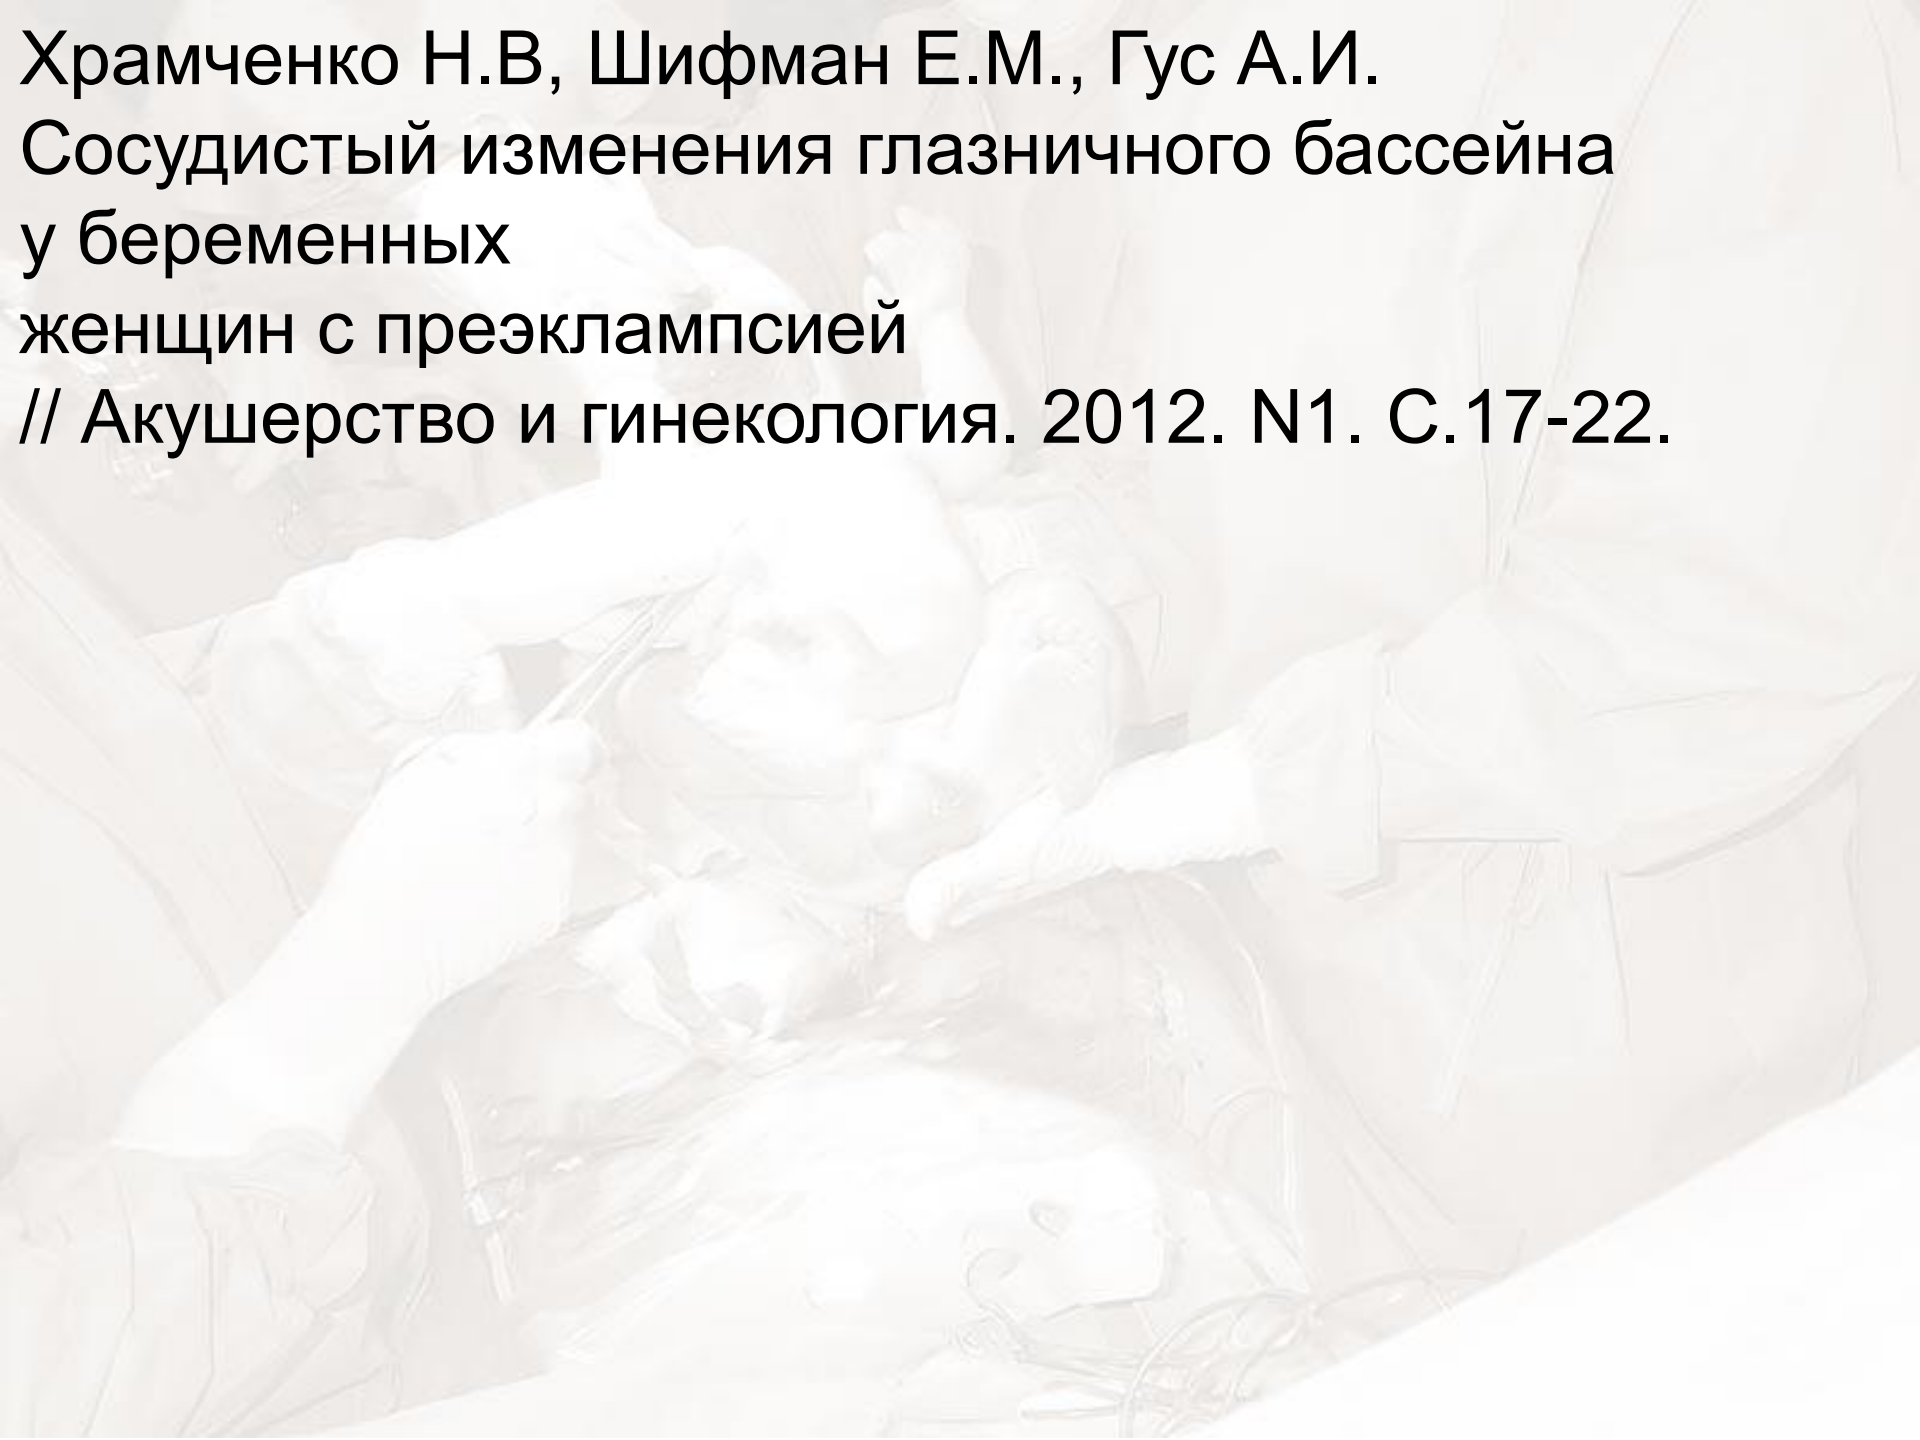 Храмченко Н.В, Шифман Е.М., Гус А.И.
Сосудистый изменения глазничного бассейна
у беременных
женщин с преэклампсией
// Акушерство и гинекология. 2012. N1. С.17-22.